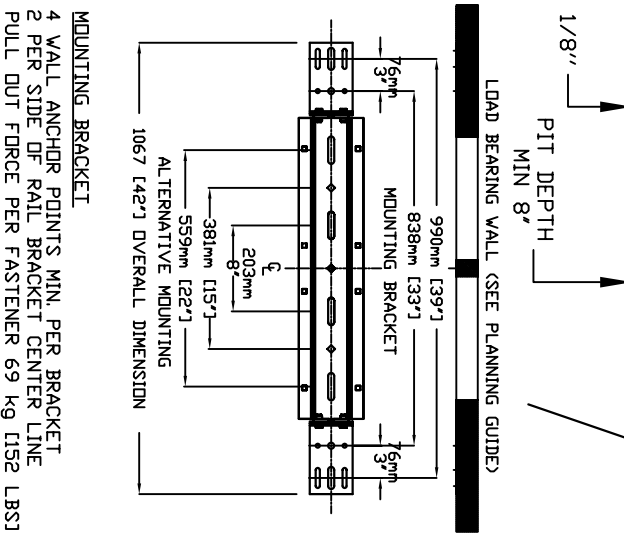 1/8"
PIT DEPTH
MIN 8"
LOAD BEARING WALL (SEE PLANNING GUIDE)
990mm [39"]
838mm [33"]
76mm
3"
76mm
3"
MOUNTING BRACKET
CL
203mm
8"
381mm [15"]
559mm [22"]
ALTERNATIVE MOUNTING
1067 [42"] OVERALL DIMENSION
MOUNTING BRACKET
4 WALL ANCHOR POINTS MIN. PER BRACKET
2 PER SIDE OF RAIL BRACKET CENTER LINE
PULL OUT FORCE PER FASTENER 69 kg [152 LBS]